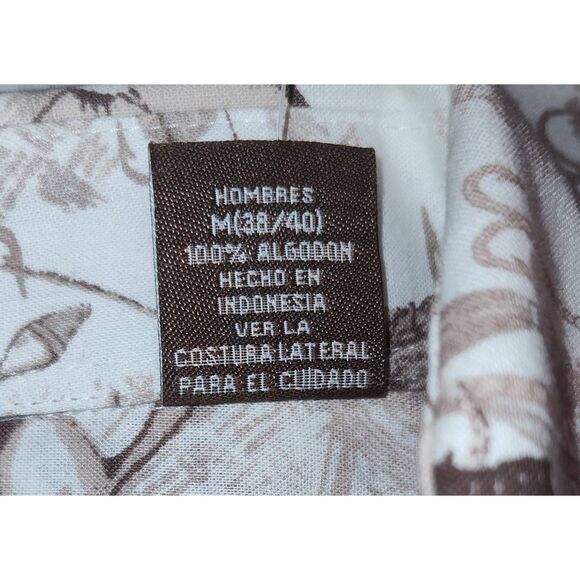 HOMBRES
M(38/40)
100% ALGODON
HECHO EN
INDONESIA
VER LA
COSTURA LATERAL
PARA EL CUIDADO